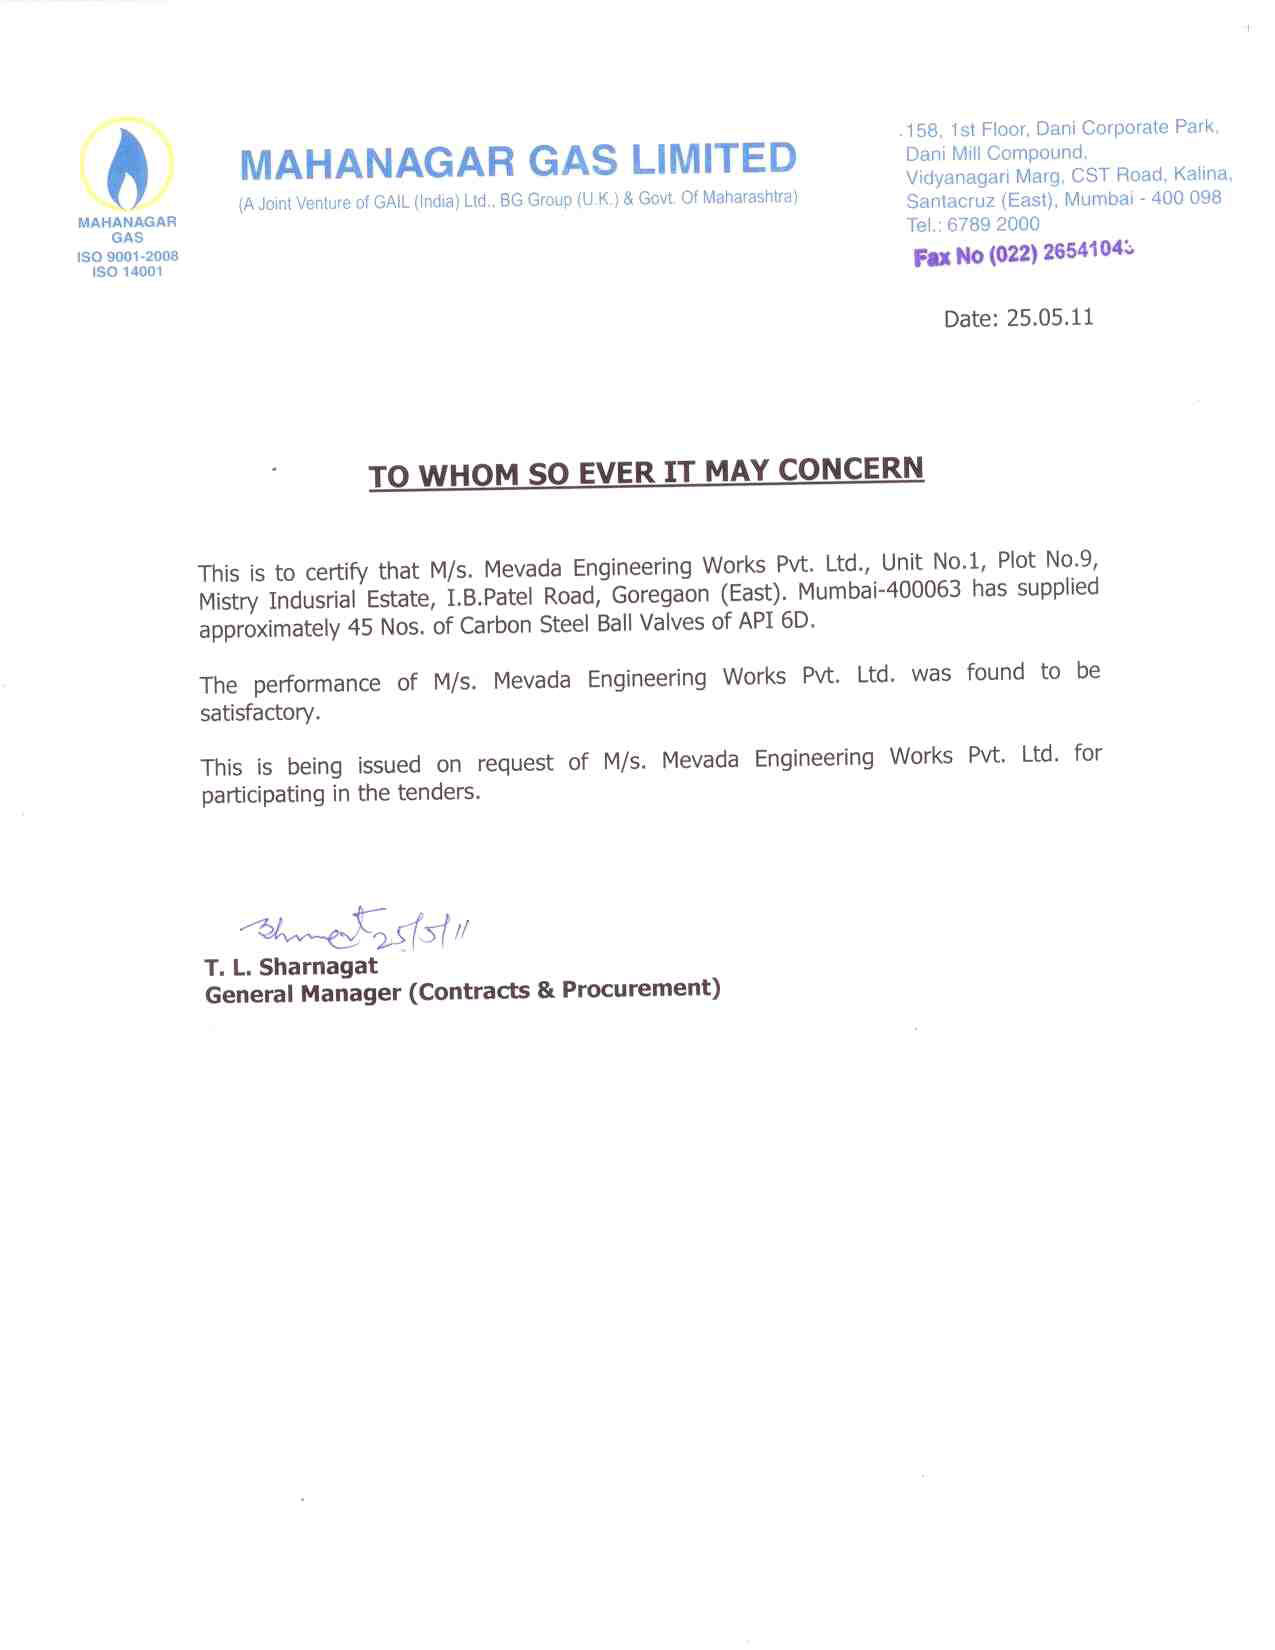 MAHANAGAR
GAS
ISO 9001-2008
ISO 14001
MAHANAGAR GAS LIMITED
(A Joint Venture of GAIL (India) Ltd., BG Group (U.K.) & Govt. Of Maharashtra)
158, 1st Floor, Dani Corporate Park,
Dani Mill Compound,
Vidyanagari Marg, CST Road, Kalina,
Santacruz (East), Mumbai - 400 098
Tel.: 6789 2000
Fax No (022)
Date: 25.05.11
TO WHOM SO EVER IT MAY CONCERN
This is to certify that M/s. Mevada Engineering Works Pvt. Ltd., Unit No.1, Plot No.9,
Mistry Indusrial Estate, I.B.Patel Road, Goregaon (East). Mumbai-400063 has supplied
approximately 45 Nos. of Carbon Steel Ball Valves of API 6D.
The performance of M/s. Mevada Engineering Works Pvt. Ltd. was found to be
satisfactory.
This is being issued on request of M/s. Mevada Engineering Works Pvt. Ltd. for
participating in the tenders.
25/5/11
T. L. Sharnagat
General Manager (Contracts & Procurement)